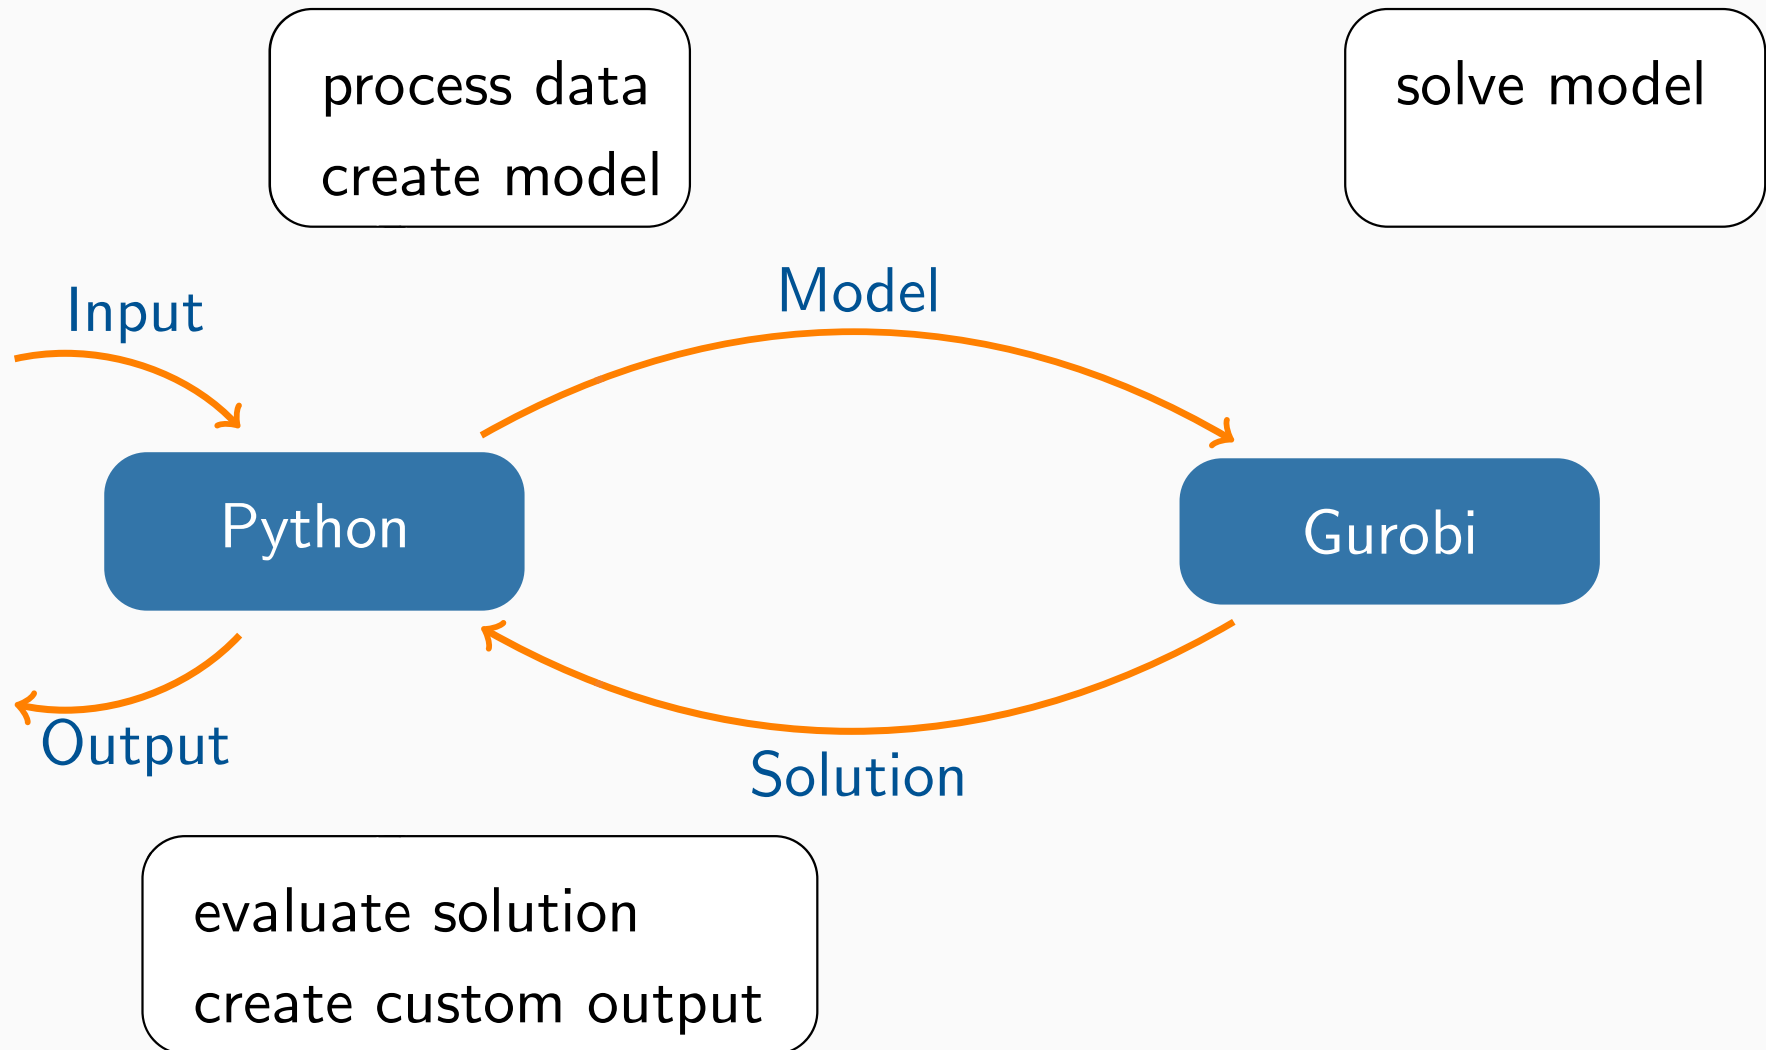 process data
create model
solve model
Input
Model
Python
Gurobi
Output
Solution
evaluate solution
create custom output